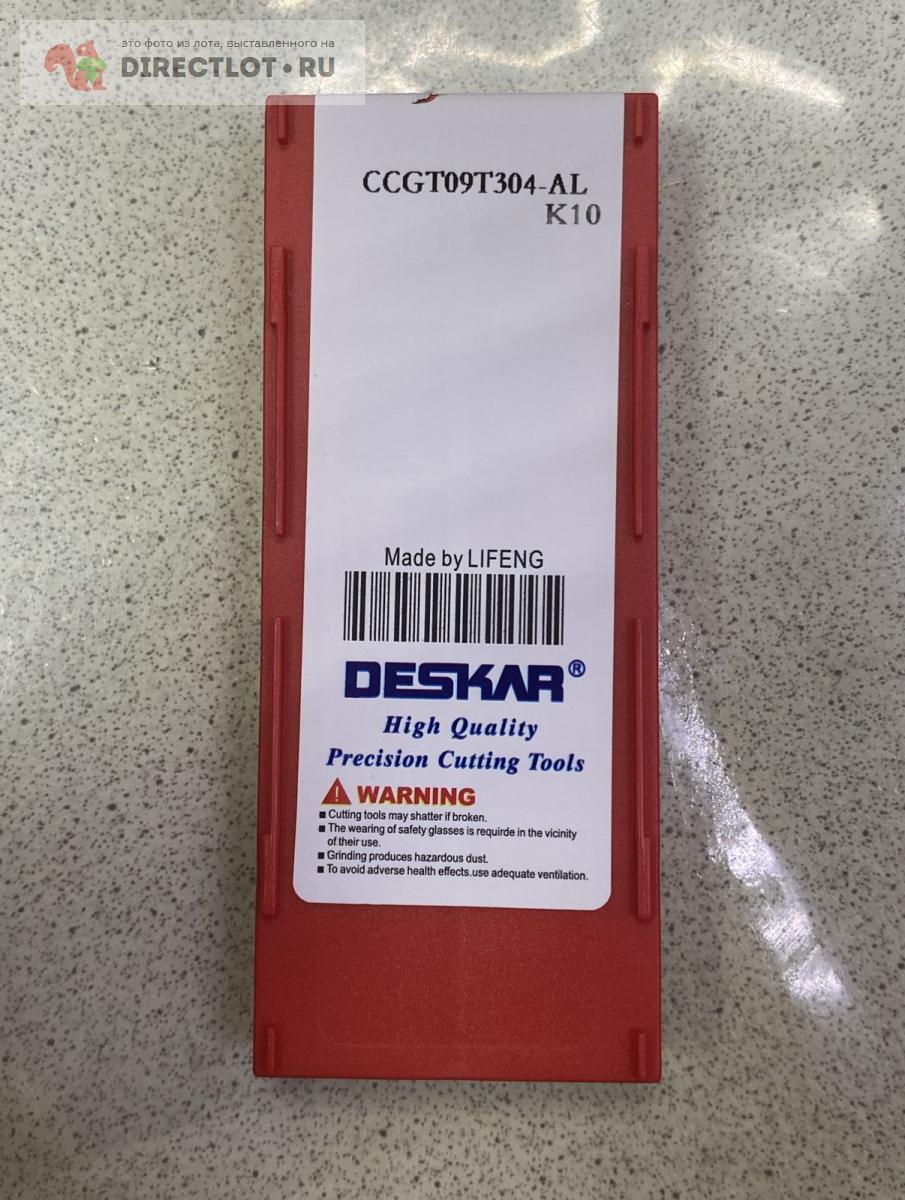 это фото из лота, выставленного на
DIRECTLOT.RU
CCGT09T304-AL
K10
Made by LIFENG
DESKAR®
High Quality
Precision Cutting Tools
WARNING
■ Cutting tools may shatter if broken.
■ The wearing of safety glasses is requirde in the vicinity
of their use.
■ Grinding produces hazardous dust.
■ To avoid adverse health effects.use adequate ventilation.